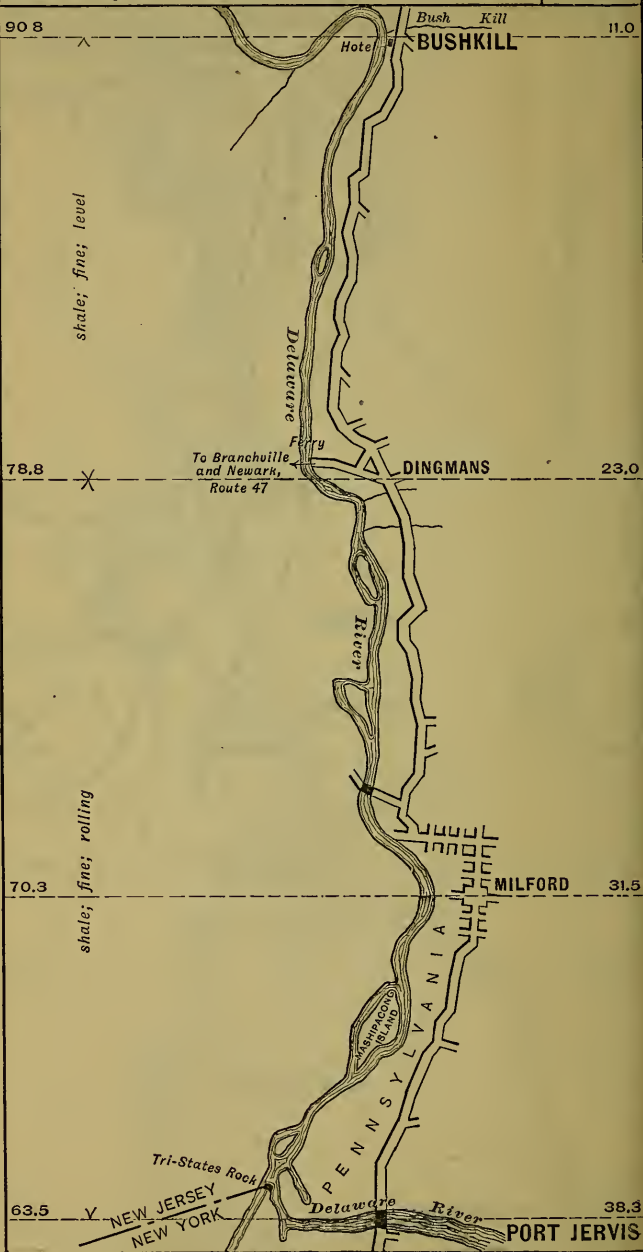 Bush Kill
90 8
11.0
Hote
BUSHKILL
shale; fine; level
Delaware
Ferry
To Branchville
and Newark,
Route 47
78.8
DINGMANS
23.0
River
shale; fine; rolling
70.3
MILFORD
31.5
MASHIPACONG
ISLAND
PENNSYLVANIA
Tri-States Rock
NEW JERSEY
NEW YORK
63.5
Delaware River
38.3
PORT JERVIS